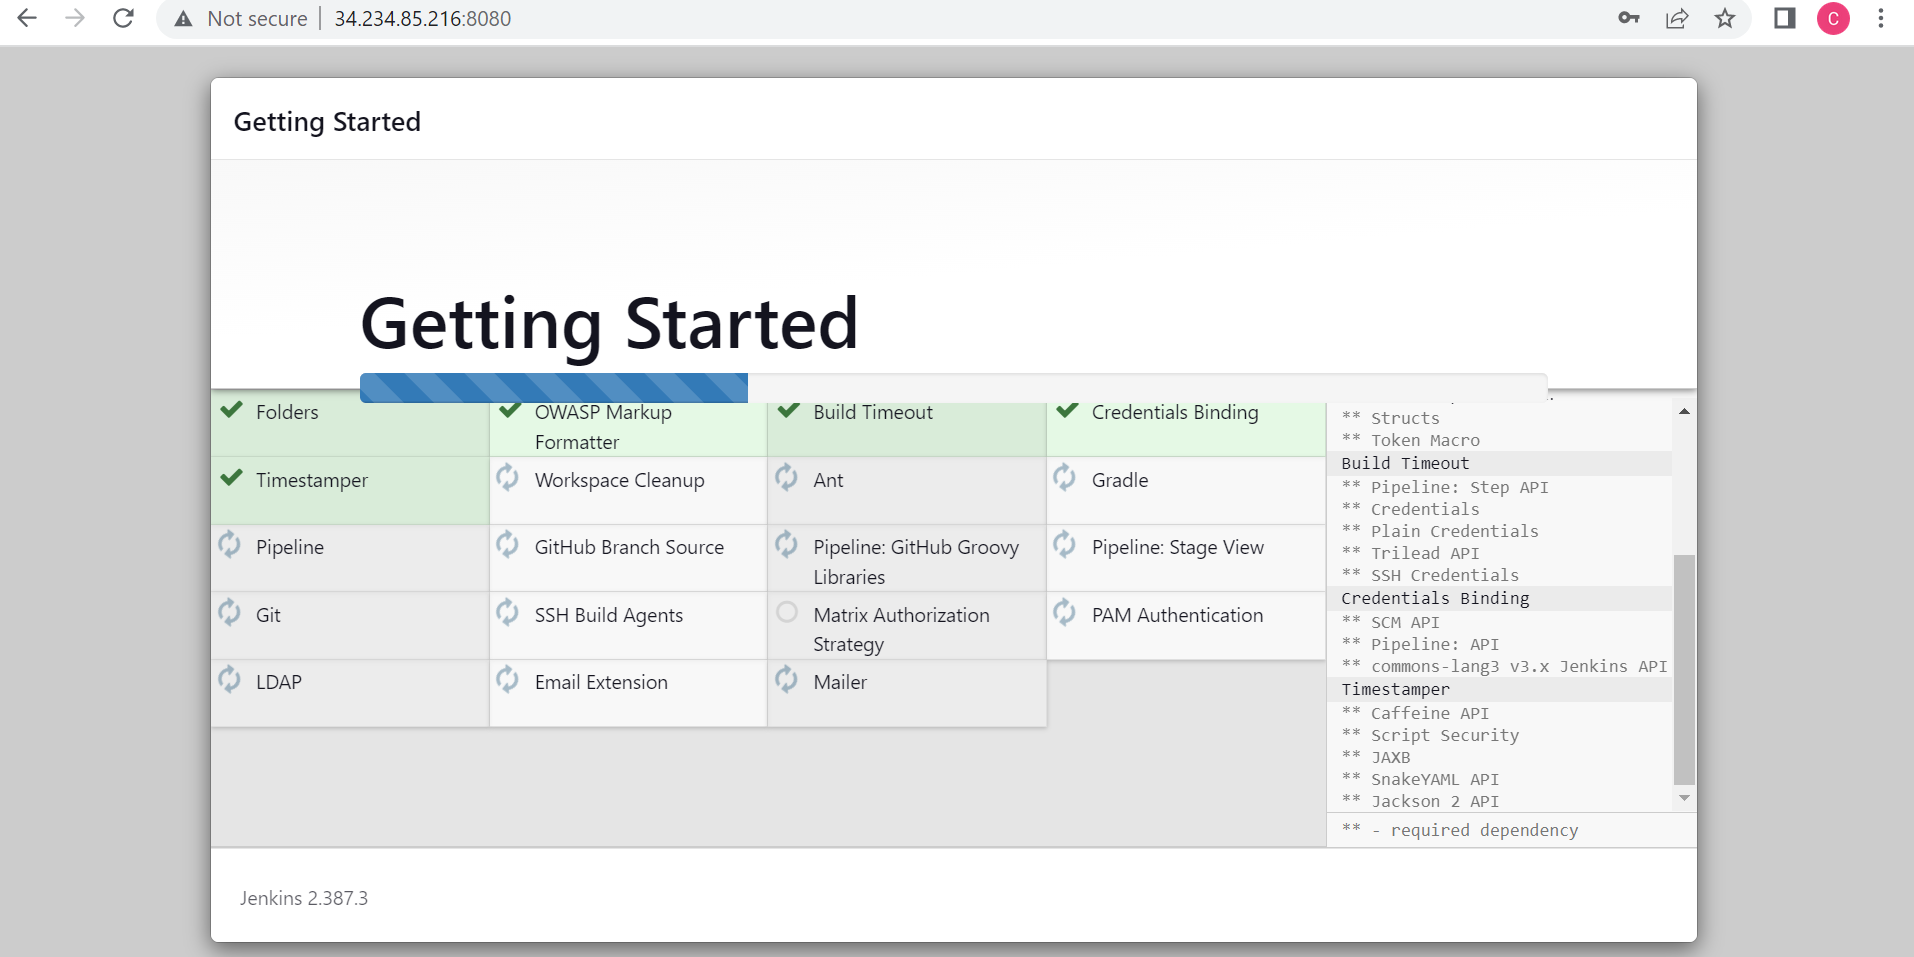 Not secure | 34.234.85.216:8080
C
Getting Started
Getting Started
Folders
OWASP Markup
Formatter
Build Timeout
Credentials Binding
Timestamper
Workspace Cleanup
Ant
Gradle
Pipeline
GitHub Branch Source
Pipeline: GitHub Groovy
Libraries
Pipeline: Stage View
Git
SSH Build Agents
Matrix Authorization
Strategy
PAM Authentication
LDAP
Email Extension
Mailer
** Structs
** Token Macro
Build Timeout
** Pipeline: Step API
** Credentials
** Plain Credentials
** Trilead API
** SSH Credentials
Credentials Binding
** SCM API
** Pipeline: API
** commons-lang3 v3.x Jenkins API
Timestamper
** Caffeine API
** Script Security
** JAXB
** SnakeYAML API
** Jackson 2 API
** - required dependency
Jenkins 2.387.3